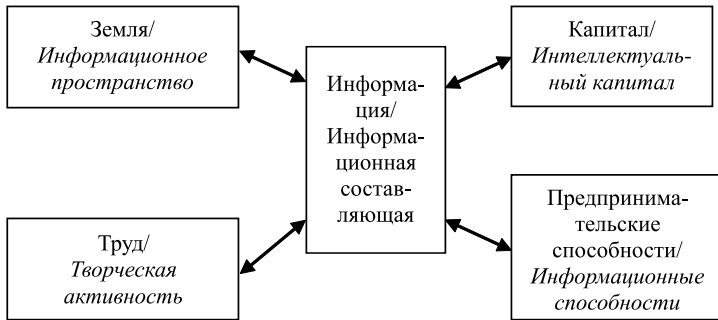 Земля/
Информационное
пространство
Капитал/
Интеллектуаль-
ный капитал
Информа-
ция/
Информа-
ционная
состав-
ляющая
Труд/
Творческая
активность
Предпринима-
тельские
способности/
Информационные
способности